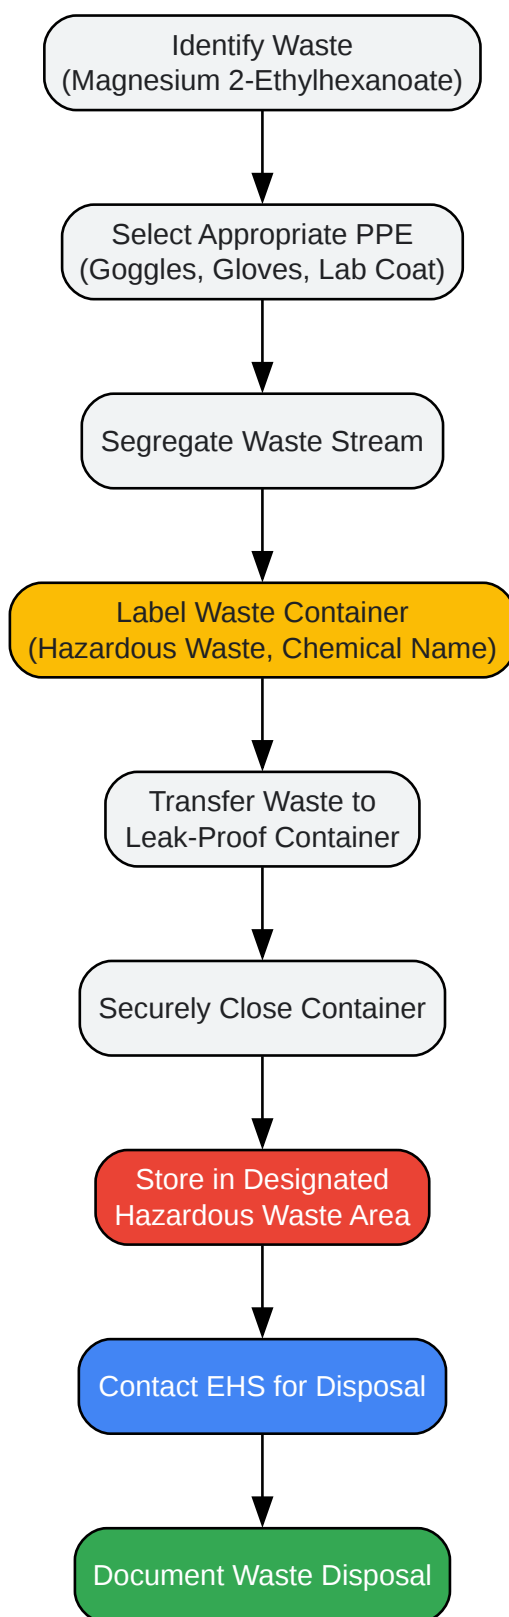 Identify Waste
(Magnesium 2-Ethylhexanoate)
Select Appropriate PPE
(Goggles, Gloves, Lab Coat)
Segregate Waste Stream
Label Waste Container
(Hazardous Waste, Chemical Name)
Transfer Waste to
Leak-Proof Container
Securely Close Container
Store in Designated
Hazardous Waste Area
Contact EHS for Disposal
Document Waste Disposal